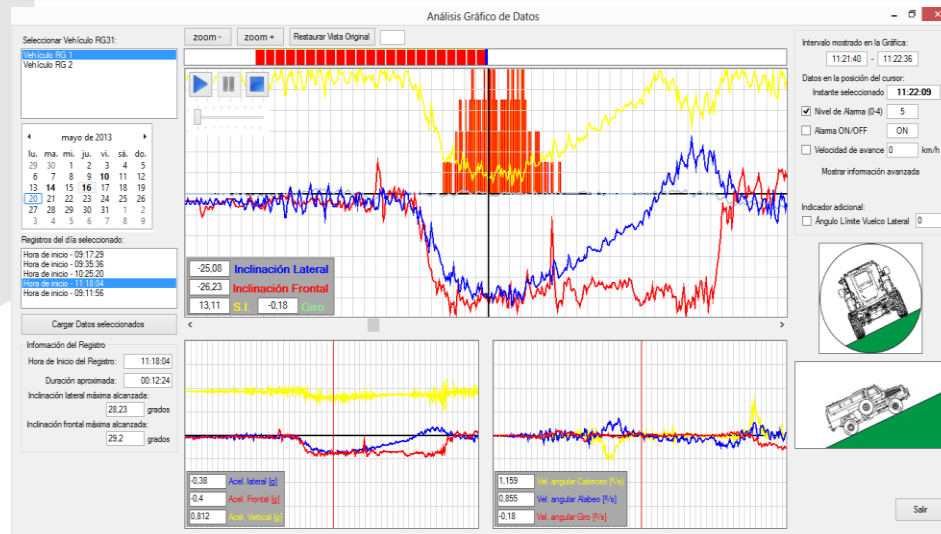 Análisis Gráfico de Datos
Seleccionar Vehículo RG31:
Vehículo RG 1
Vehículo RG 2
mayo de 2013
lu. ma. mi. ju. vi. sá. do.
29 30 1 2 3 4 5
6 7 8 9 10 11 12
13 14 15 16 17 18 19
20 21 22 23 24 25 26
27 28 29 30 31 1 2
3 4 5 6 7 8 9
Registros del día seleccionado:
Hora de inicio - 09:17:29
Hora de inicio - 09:35:36
Hora de inicio - 10:25:20
Hora de inicio - 11:18:04
Hora de inicio - 09:11:56
Cargar Datos seleccionados
Información del Registro
Hora de Inicio del Registro: 11:18:04
Duración aproximada: 00:12:24
Inclinación lateral máxima alcanzada:
28,23 grados
Inclinación frontal máxima alcanzada:
29,2 grados
zoom - zoom + Restaurar Vista Original
-25,08 Inclinación Lateral
-26,23 Inclinación Frontal
13,11 S.I. -0,18 Giro
-0,38 Acel. lateral [g]
-0,4 Acel. Frontal [g]
0,812 Acel. Vertical [g]
1,159 Vel. angular Cabeceo [º/s]
0,855 Vel. angular Alabeo [º/s]
-0,18 Vel. angular Giro [º/s]
Intervalo mostrado en la Gráfica:
11:21:40 - 11:22:36
Datos en la posición del cursor:
Instante seleccionado 11:22:09
Nivel de Alarma (0-4) 5
Alarma ON/OFF ON
Velocidad de avance 0 km/h
Mostrar información
avanzada
Indicador adicional:
Ángulo Límite Vuelco Lateral 0
Salir